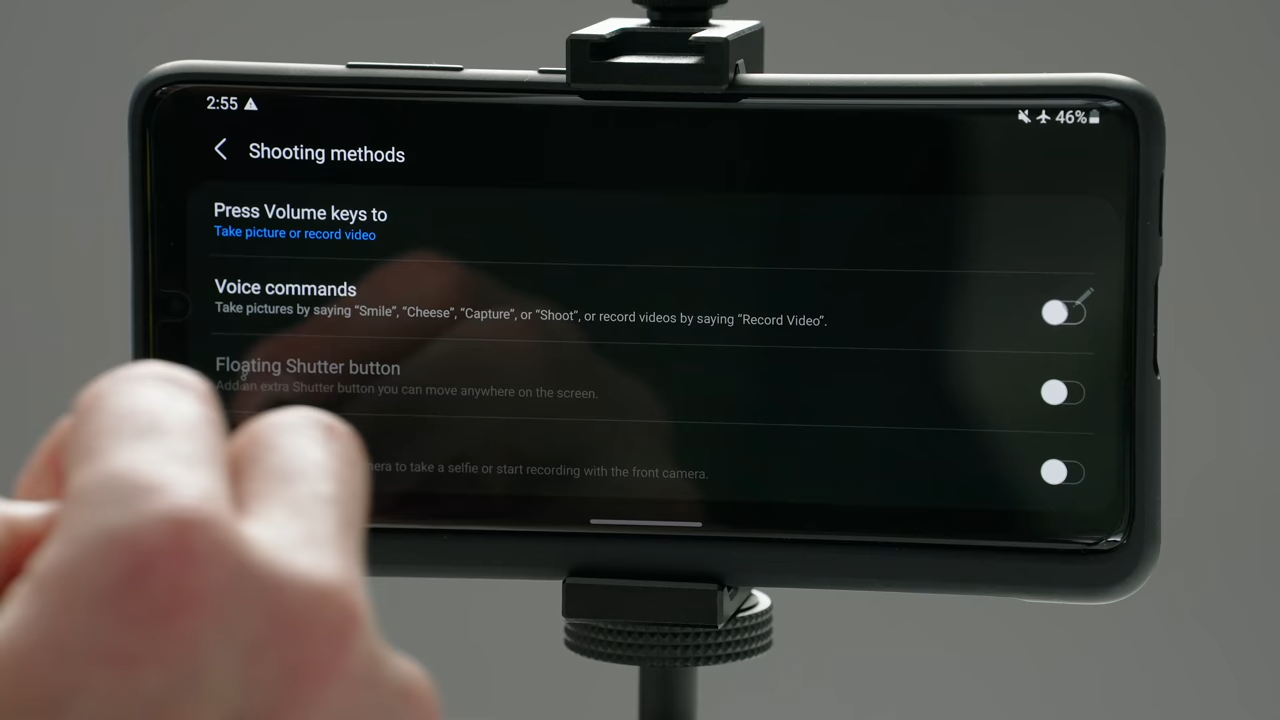 2:55
46%
Shooting methods
Press Volume keys to
Take picture or record video
Voice commands
Take pictures by saying “Smile”, “Cheese”, “Capture”, or “Shoot”, or record videos by saying “Record Video”.
Floating Shutter button
Add an extra Shutter button you can move anywhere on the screen.
to take a selfie or start recording with the front camera.